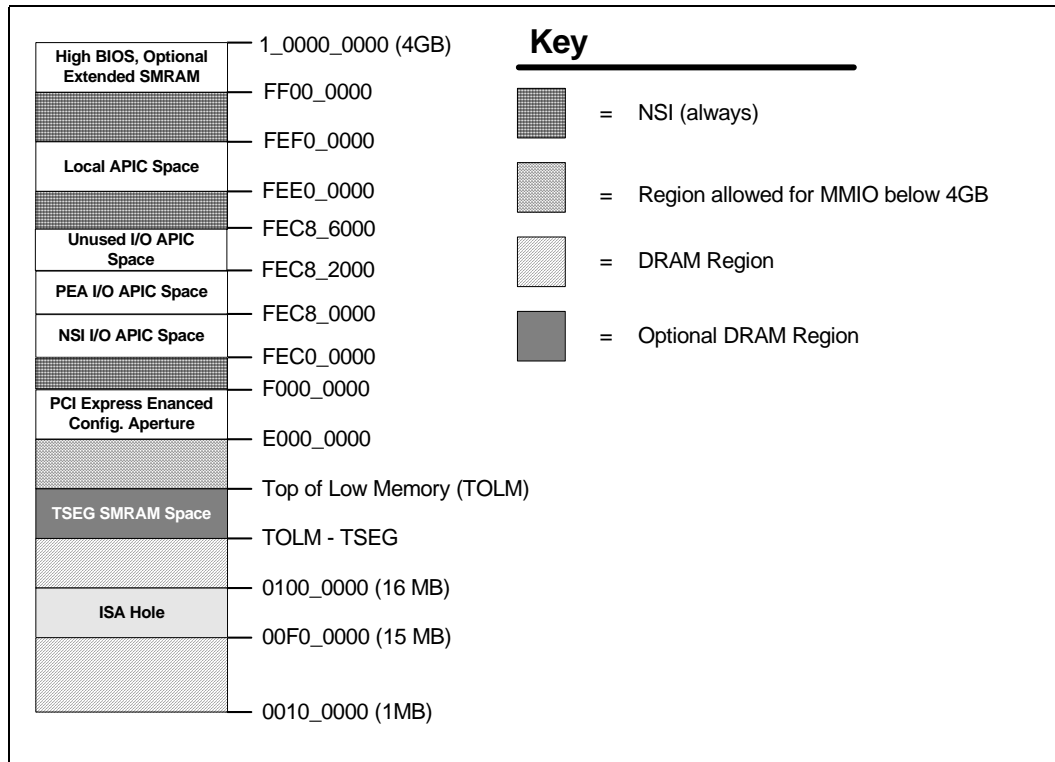 High BIOS, Optional
Extended SMRAM
1_0000_0000 (4GB)
FF00_0000
FEF0_0000
Local APIC Space
FEE0_0000
FEC8_6000
Unused I/O APIC
Space
FEC8_2000
PEA I/O APIC Space
FEC8_0000
NSI I/O APIC Space
FEC0_0000
F000_0000
PCI Express Enanced
Config. Aperture
E000_0000
Top of Low Memory (TOLM)
TSEG SMRAM Space
TOLM - TSEG
0100_0000 (16 MB)
ISA Hole
00F0_0000 (15 MB)
0010_0000 (1MB)
Key
= NSI (always)
= Region allowed for MMIO below 4GB
= DRAM Region
= Optional DRAM Region